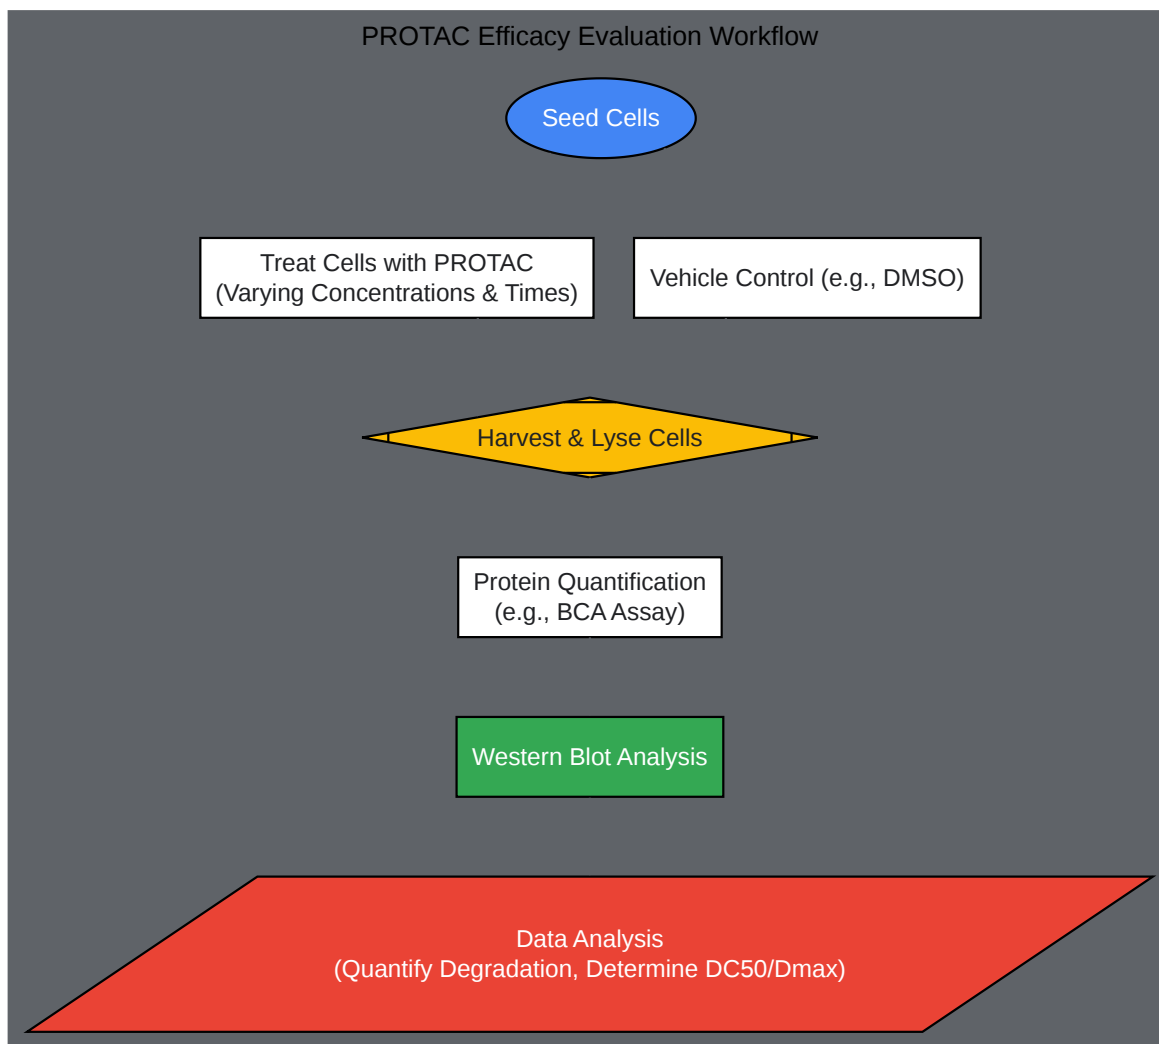 PROTAC Efficacy Evaluation Workflow
Seed Cells
Treat Cells with PROTAC
(Varying Concentrations & Times)
Vehicle Control (e.g., DMSO)
Harvest & Lyse Cells
Protein Quantification
(e.g., BCA Assay)
Western Blot Analysis
Data Analysis
(Quantify Degradation, Determine DC50/Dmax)